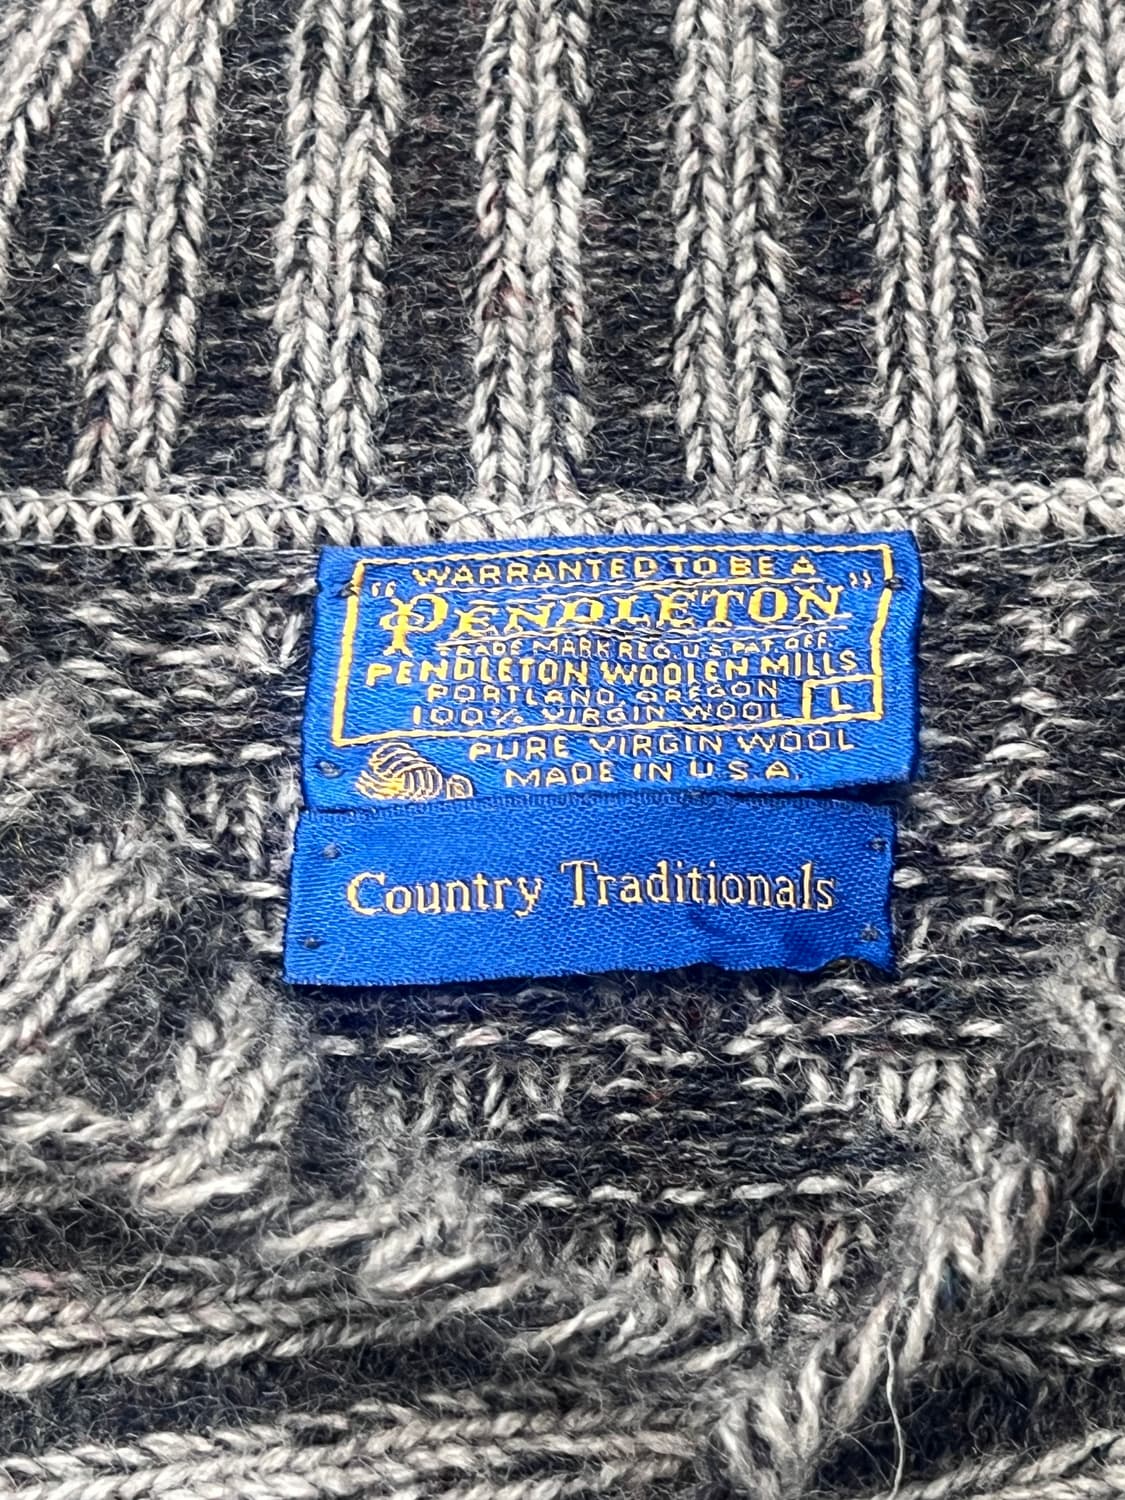 WARRANTED TO BE A
"PENDLETON"
TRADE MARK REG. U.S. PAT. OFF.
PENDLETON WOOLEN MILLS
PORTLAND, OREGON
100% VIRGIN WOOL L
PURE VIRGIN WOOL
R MADE IN U.S.A.
Country Traditionals